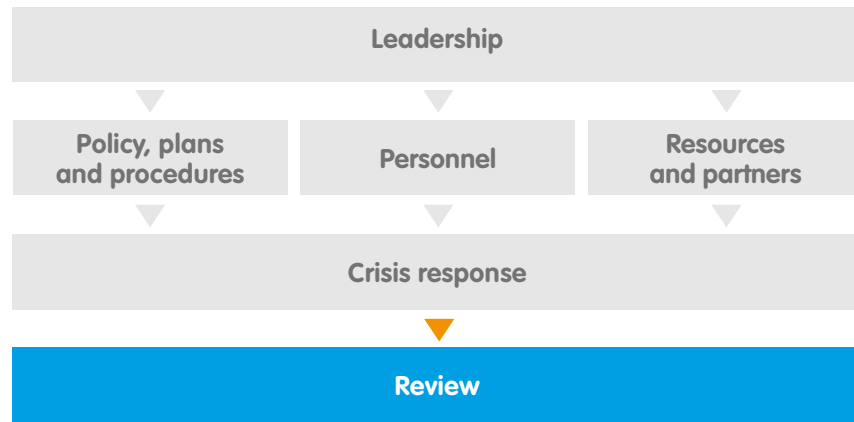 Leadership
Policy, plans
and procedures
Personnel
Resources
and partners
Crisis response
Review